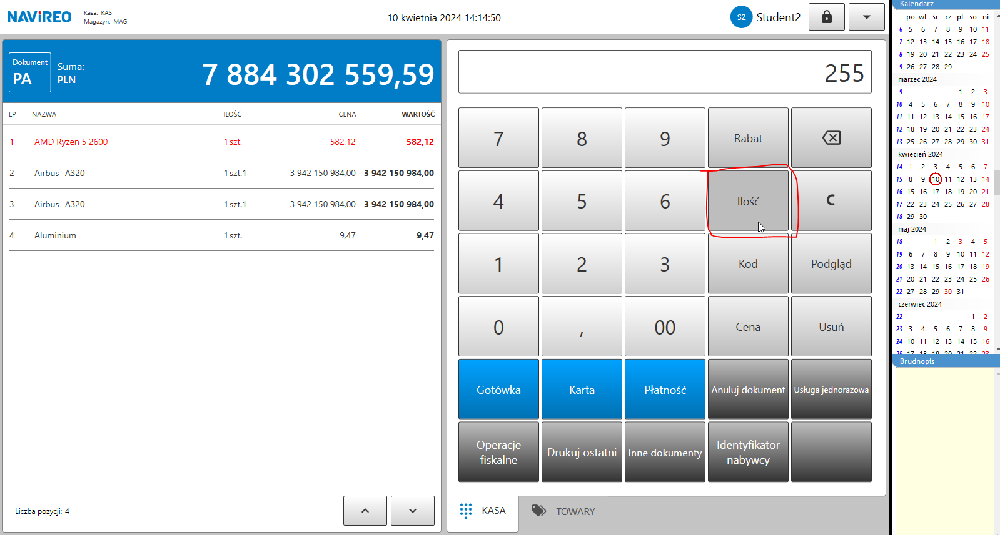 NAViREO
Kasa: KAS
Magazyn: MAG
10 kwietnia 2024 14:14:50
S2 Student2
Dokument
PA
Suma:
PLN
7 884 302 559,59
LP NAZWA ILOŚĆ CENA WARTOŚĆ
1 AMD Ryzen 5 2600 1 szt. 582,12 582,12
2 Airbus -A320 1 szt.1 3 942 150 984,00 3 942 150 984,00
3 Airbus -A320 1 szt.1 3 942 150 984,00 3 942 150 984,00
4 Aluminium 1 szt. 9,47 9,47
Liczba pozycji: 4
255
7 8 9 Rabat
4 5 6 Ilość C
1 2 3 Kod Podgląd
0 , 00 Cena Usuń
Gotówka Karta Płatność Anuluj dokument Usługa jednorazowa
Operacje fiskalne Drukuj ostatni Inne dokumenty Identyfikator nabywcy
KASA TOWARY
Kalendarz
po wt śr cz pt so ni
6 5 6 7 8 9 10 11
7 12 13 14 15 16 17 18
8 19 20 21 22 23 24 25
9 26 27 28 29
marzec 2024
9 1 2 3
10 4 5 6 7 8 9 10
11 11 12 13 14 15 16 17
12 18 19 20 21 22 23 24
13 25 26 27 28 29 30 31
kwiecień 2024
14 1 2 3 4 5 6 7
15 8 9 10 11 12 13 14
16 15 16 17 18 19 20 21
17 22 23 24 25 26 27 28
18 29 30
maj 2024
18 1 2 3 4 5
19 6 7 8 9 10 11 12
20 13 14 15 16 17 18 19
21 20 21 22 23 24 25 26
22 27 28 29 30 31
czerwiec 2024
22 1 2
23 3 4 5 6 7 8 9
24 10 11 12 13 14 15 16
Brudnopis